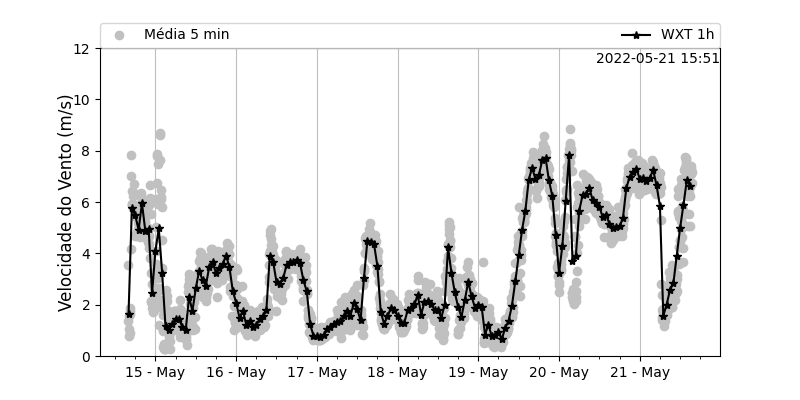 Média 5 min
WXT 1h
2022-05-21 15:51
Velocidade do Vento (m/s)
12
10
8
6
4
2
0
15 - May
16 - May
17 - May
18 - May
19 - May
20 - May
21 - May